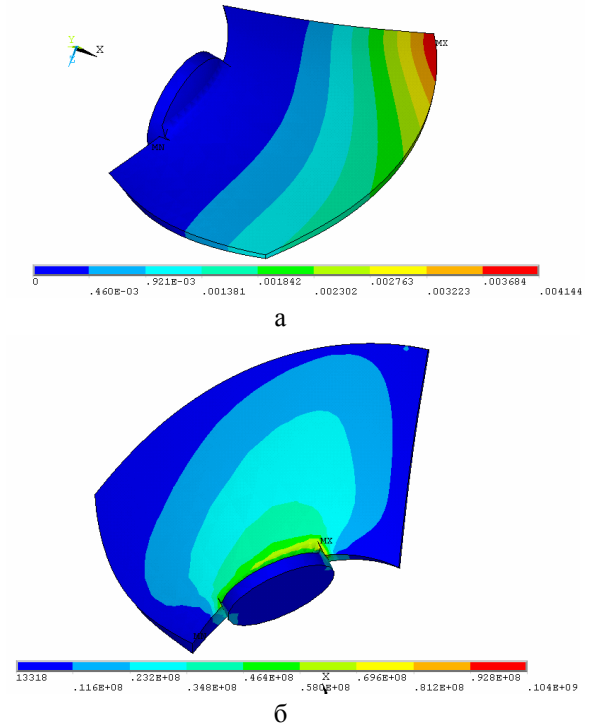 Y
X
Z
MX
MN
0 .921E-03 .001842 .002763 .003684
.460E-03 .001381 .002302 .003223 .004144
а
MX
X
13318 .232E+08 .464E+08 .696E+08 .928E+08
.116E+08 .348E+08 .580E+08 .812E+08 .104E+09
б